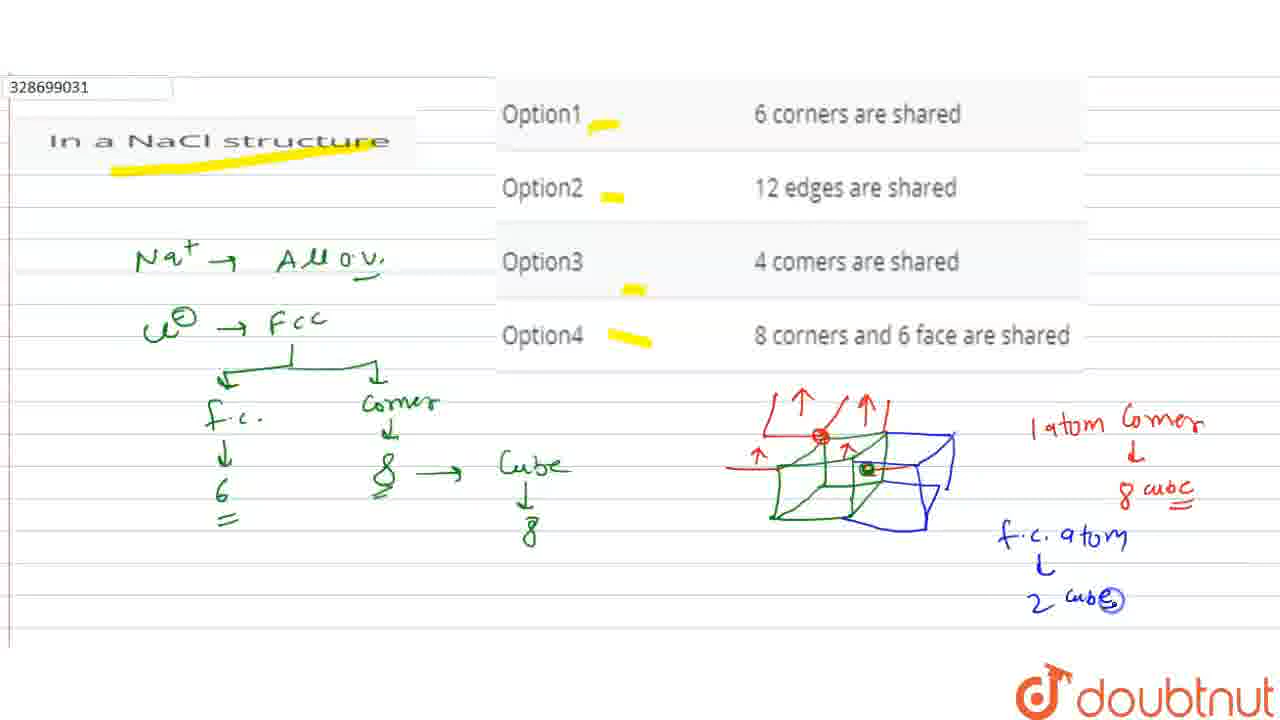 328699031
In a NaCl structure
Option1 6 corners are shared
Option2 12 edges are shared
Option3 4 comers are shared
Option4 8 corners and 6 face are shared
Na+ → All O.V.
Cl⊖ → Fcc
f.c. Corner
6 8 → Cube
8
1 atom Corner
8 cube
f.c. atom
2 cube
doubtnut